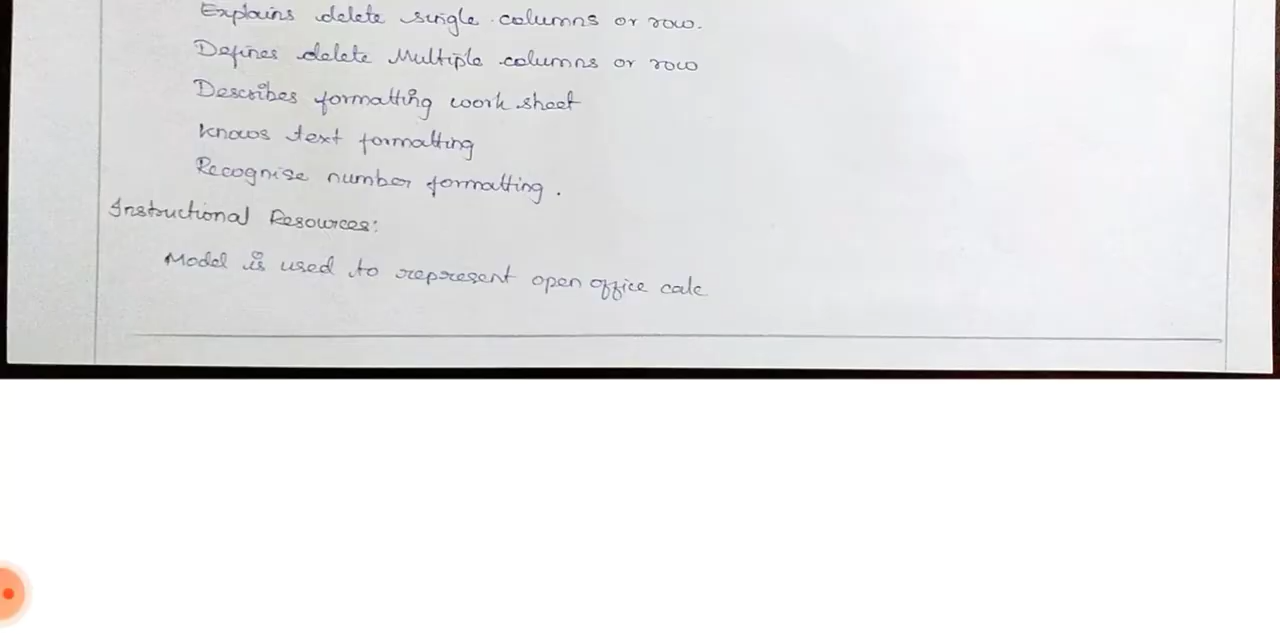 Explains delete single columns or row.
Defines delete Multiple columns or row
Describes formatting work sheet
Knows text formatting
Recognise number formatting.
Instructional Resources:
Model is used to represent open office calc